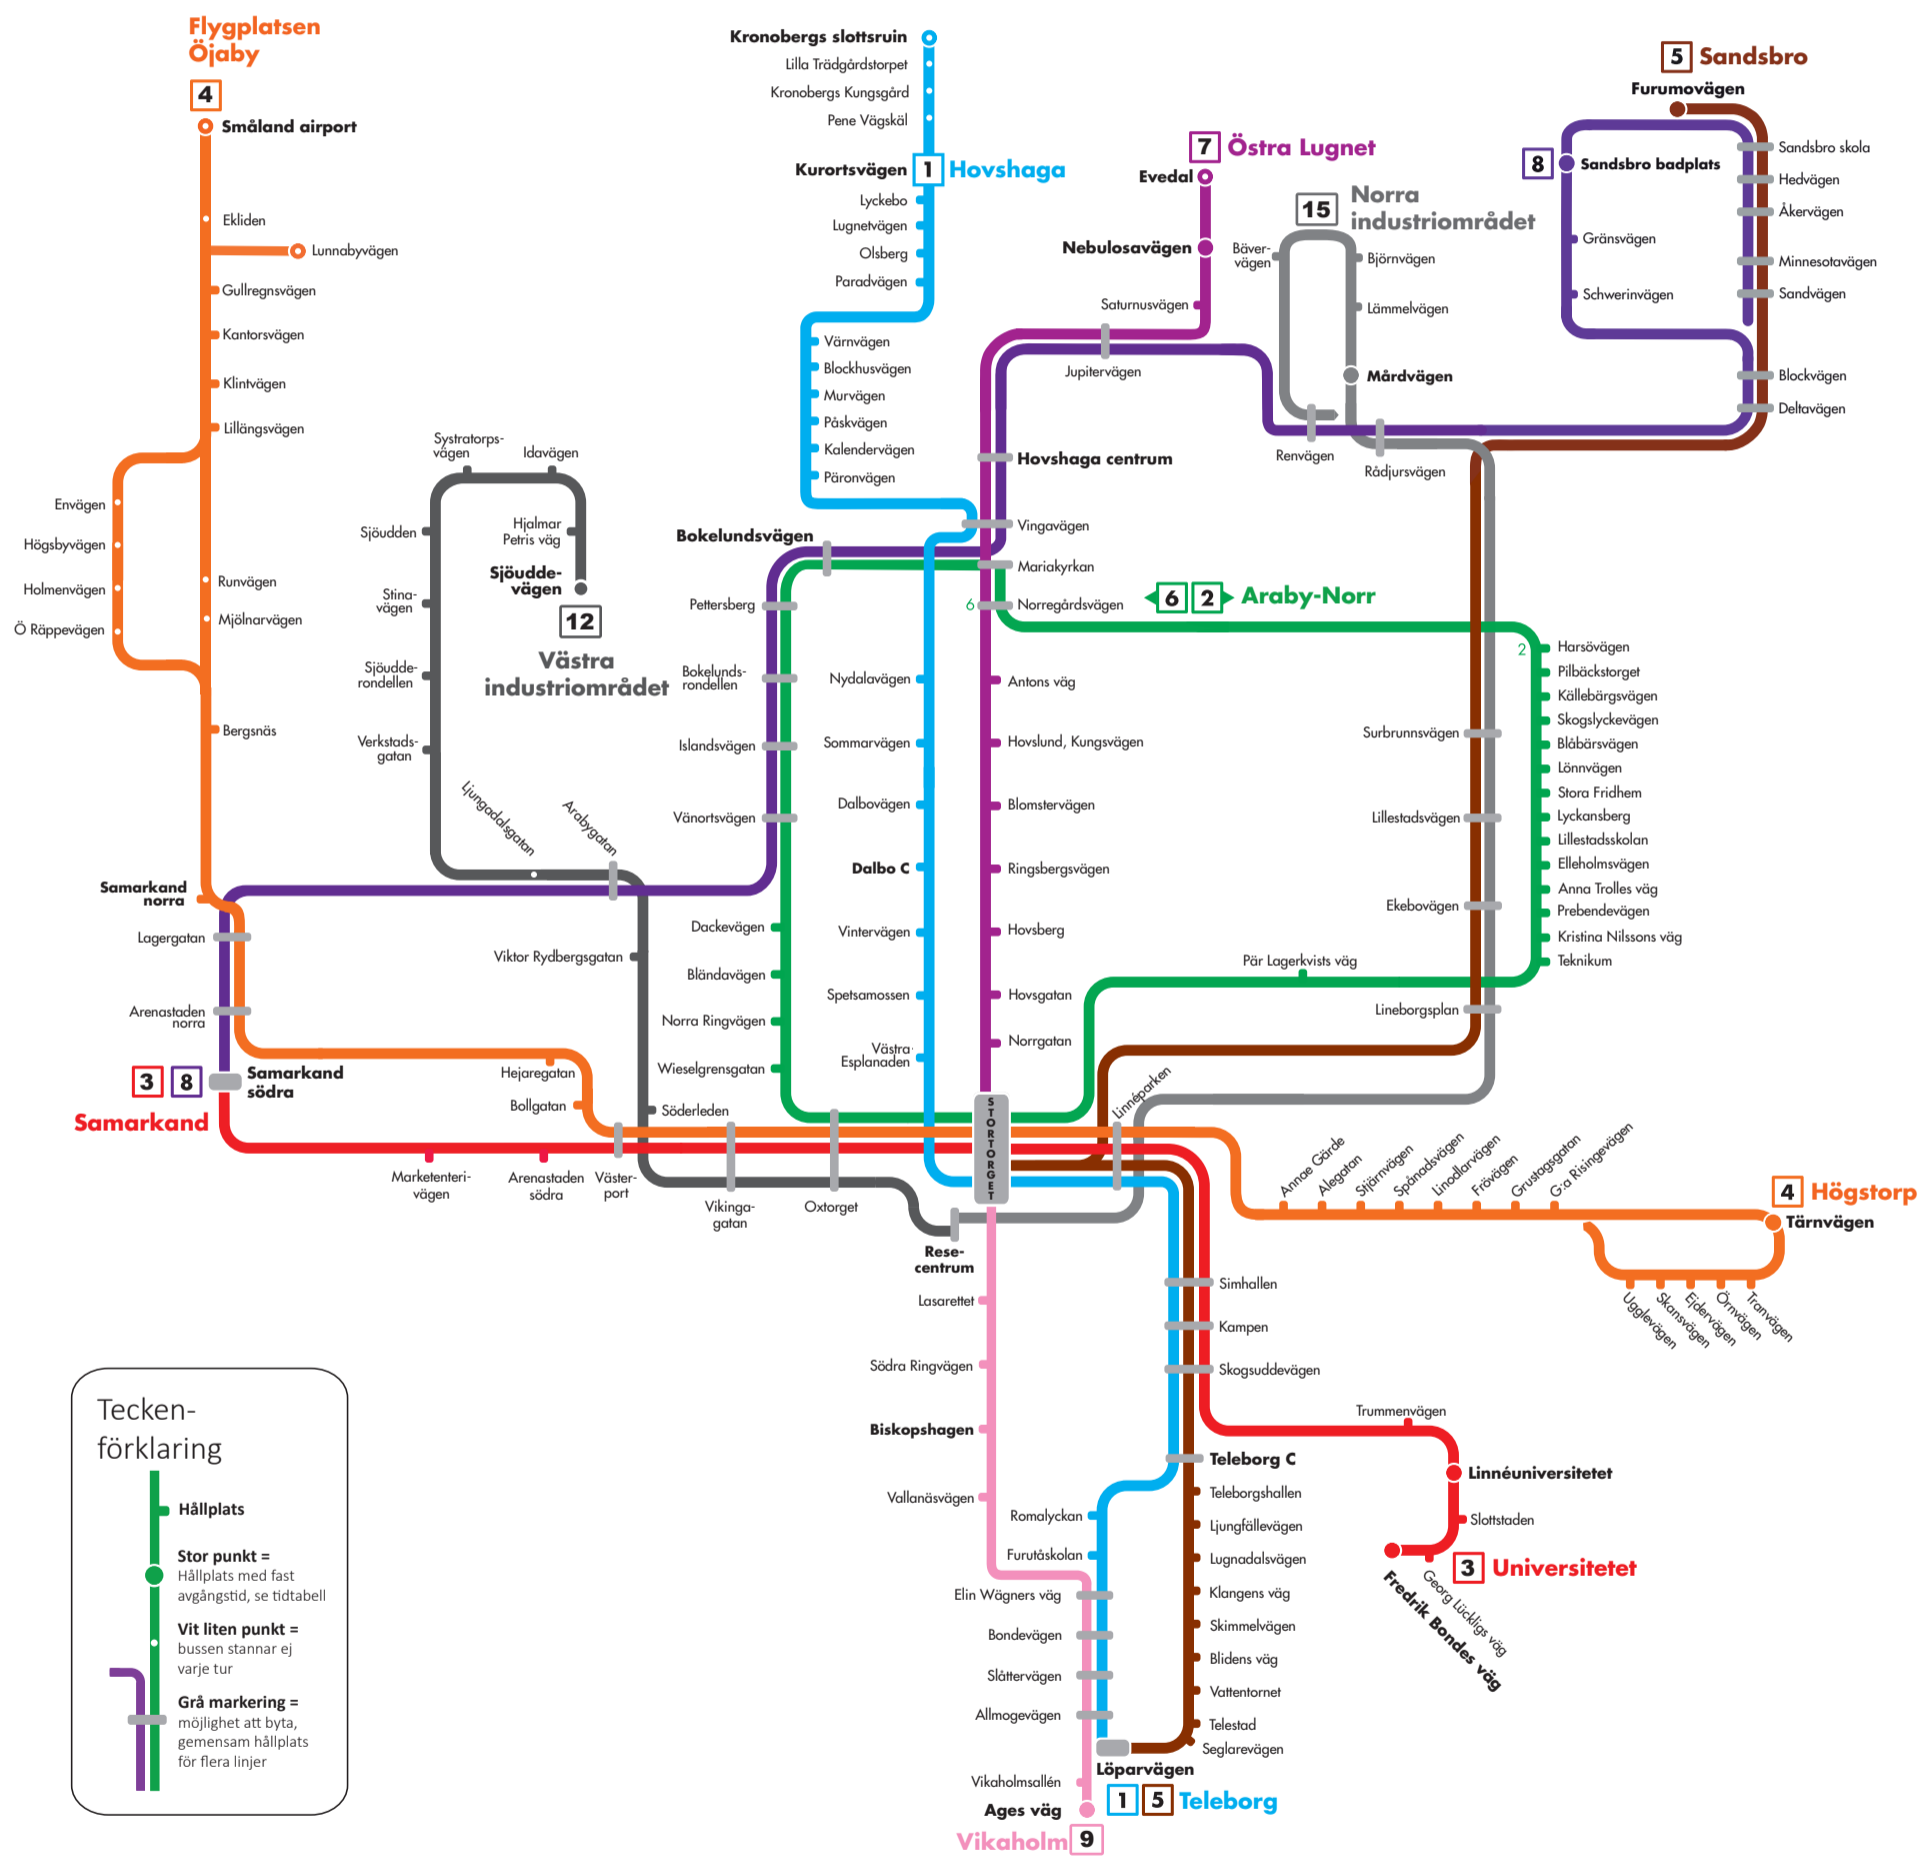 Flygplatsen
Öjaby
4
Småland airport
Ekliden
Lunnabyvägen
Gullregnsvägen
Kantorsvägen
Klintvägen
Lillängsvägen
Envägen
Högsbyvägen
Holmenvägen
Ö Räppevägen
Runvägen
Mjölnarvägen
Bergsnäs
Samarkand
norra
Lagergatan
Arenastaden
norra
3 8
Samarkand
södra
Samarkand
Systratorps-
vägen
Idavägen
Sjöudden
Hjalmar
Petris väg
Sjöudde-
vägen
12
Västra
industriområdet
Stina-
vägen
Sjöudde-
rondellen
Verkstads-
gatan
Ljungadalsgatan
Arabygatan
Viktor Rydbergsgatan
Söderleden
Hejaregatan
Bollgatan
Marketenteri-
vägen
Arenastaden
södra
Väster-
port
Vikinga-
gatan
Oxtorget
Kronobergs slottsruin
Lilla Trädgårdstorpet
Kronobergs Kungsgård
Pene Vägskäl
Kurortsvägen
1 Hovshaga
Lyckebo
Lugnetvägen
Olsberg
Paradvägen
Värnvägen
Blockhusvägen
Murvägen
Påskvägen
Kalendervägen
Päronvägen
Bokelundsvägen
Pettersberg
Bokelunds-
rondellen
Islandsvägen
Vänortsvägen
Dackevägen
Bländavägen
Norra Ringvägen
Wieselgrensgatan
Nydalavägen
Sommarvägen
Dalbovägen
Dalbo C
Vintervägen
Spetsamossen
Västra
Esplanaden
7 Östra Lugnet
Evedal
Nebulosavägen
Saturnusvägen
Jupitervägen
Hovshaga centrum
Vingavägen
Mariakyrkan
6
Norregårdsvägen
6 2 Araby-Norr
Antons väg
Hovslund, Kungsvägen
Blomstervägen
Ringsbergsvägen
Hovsberg
Hovsgatan
Norrgatan
STORTORGET
15
Norra
industriområdet
Bäver-
vägen
Björnvägen
Lämmelvägen
Mårdvägen
Renvägen
Rådjursvägen
5 Sandsbro
Furumovägen
8
Sandsbro badplats
Gränsvägen
Schwerinvägen
Sandsbro skola
Hedvägen
Åkervägen
Minnesotavägen
Sandvägen
Blockvägen
Deltavägen
2
Harsövägen
Pilbäckstorget
Källebärgsvägen
Skogslyckevägen
Blåbärsvägen
Lönnvägen
Stora Fridhem
Lyckansberg
Lillestadsskolan
Elleholmsvägen
Anna Trolles väg
Prebendevägen
Kristina Nilssons väg
Teknikum
Surbrunnsvägen
Lillestadsvägen
Ekebovägen
Pär Lagerkvists väg
Lineborgsplan
Linnéparken
Annae Gärde
Alegatan
Stjärnvägen
Spånadsvägen
Linodlarvägen
Frövägen
Grustagsgatan
G:a Risingevägen
4 Högstorp
Tärnvägen
Ugglevägen
Skansvägen
Ejdervägen
Örnvägen
Tranvägen
Rese-
centrum
Lasarettet
Södra Ringvägen
Biskopshagen
Vallanäsvägen
Simhallen
Kampen
Skogsuddevägen
Trummenvägen
Linnéuniversitetet
Slottstaden
3 Universitetet
Georg Lückligs väg
Fredrik Bondes väg
Teleborg C
Teleborgshallen
Ljungfällevägen
Lugnadalsvägen
Klangens väg
Skimmelvägen
Blidens väg
Vattentornet
Telestad
Seglarevägen
Romalyckan
Furutåskolan
Elin Wägners väg
Bondevägen
Slåttervägen
Allmogevägen
Löparvägen
1 5 Teleborg
Vikaholmsallén
Ages väg
Vikaholm 9
Tecken-
förklaring
Hållplats
Stor punkt =
Hållplats med fast
avgångstid, se tidtabell
Vit liten punkt =
bussen stannar ej
varje tur
Grå markering =
möjlighet att byta,
gemensam hållplats
för flera linjer